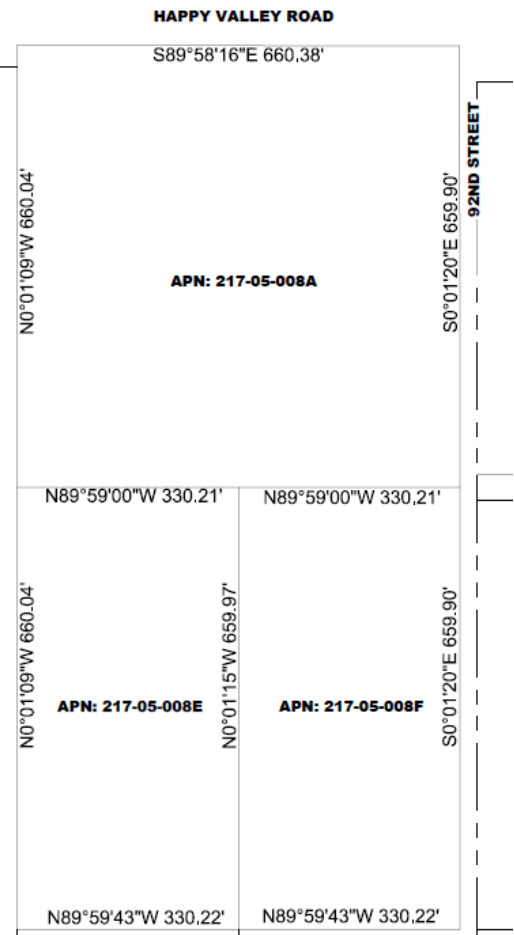 HAPPY VALLEY ROAD
S89°58'16"E 660.38'
N0°01'09"W 660.04'
APN: 217-05-008A
S0°01'20"E 659.90'
92ND STREET
N89°59'00"W 330.21'
N89°59'00"W 330.21'
N0°01'09"W 660.04'
APN: 217-05-008E
N0°01'15"W 659.97'
APN: 217-05-008F
S0°01'20"E 659.90'
N89°59'43"W 330.22'
N89°59'43"W 330.22'